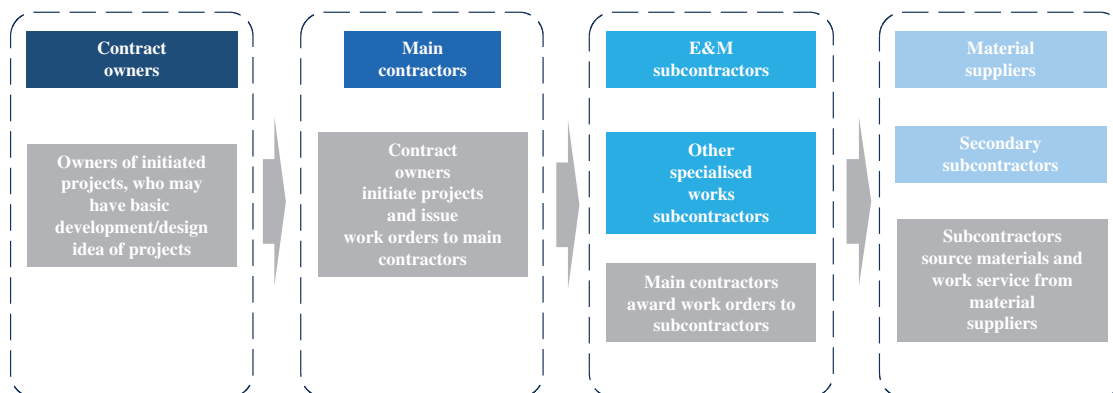 Contract
owners
Owners of initiated
projects, who may
have basic
development/design
idea of projects
Main
contractors
Contract
owners
initiate projects
and issue
work orders to main
contractors
E&M
subcontractors
Other
specialised
works
subcontractors
Main contractors
award work orders to
subcontractors
Material
suppliers
Secondary
subcontractors
Subcontractors
source materials and
work service from
material
suppliers